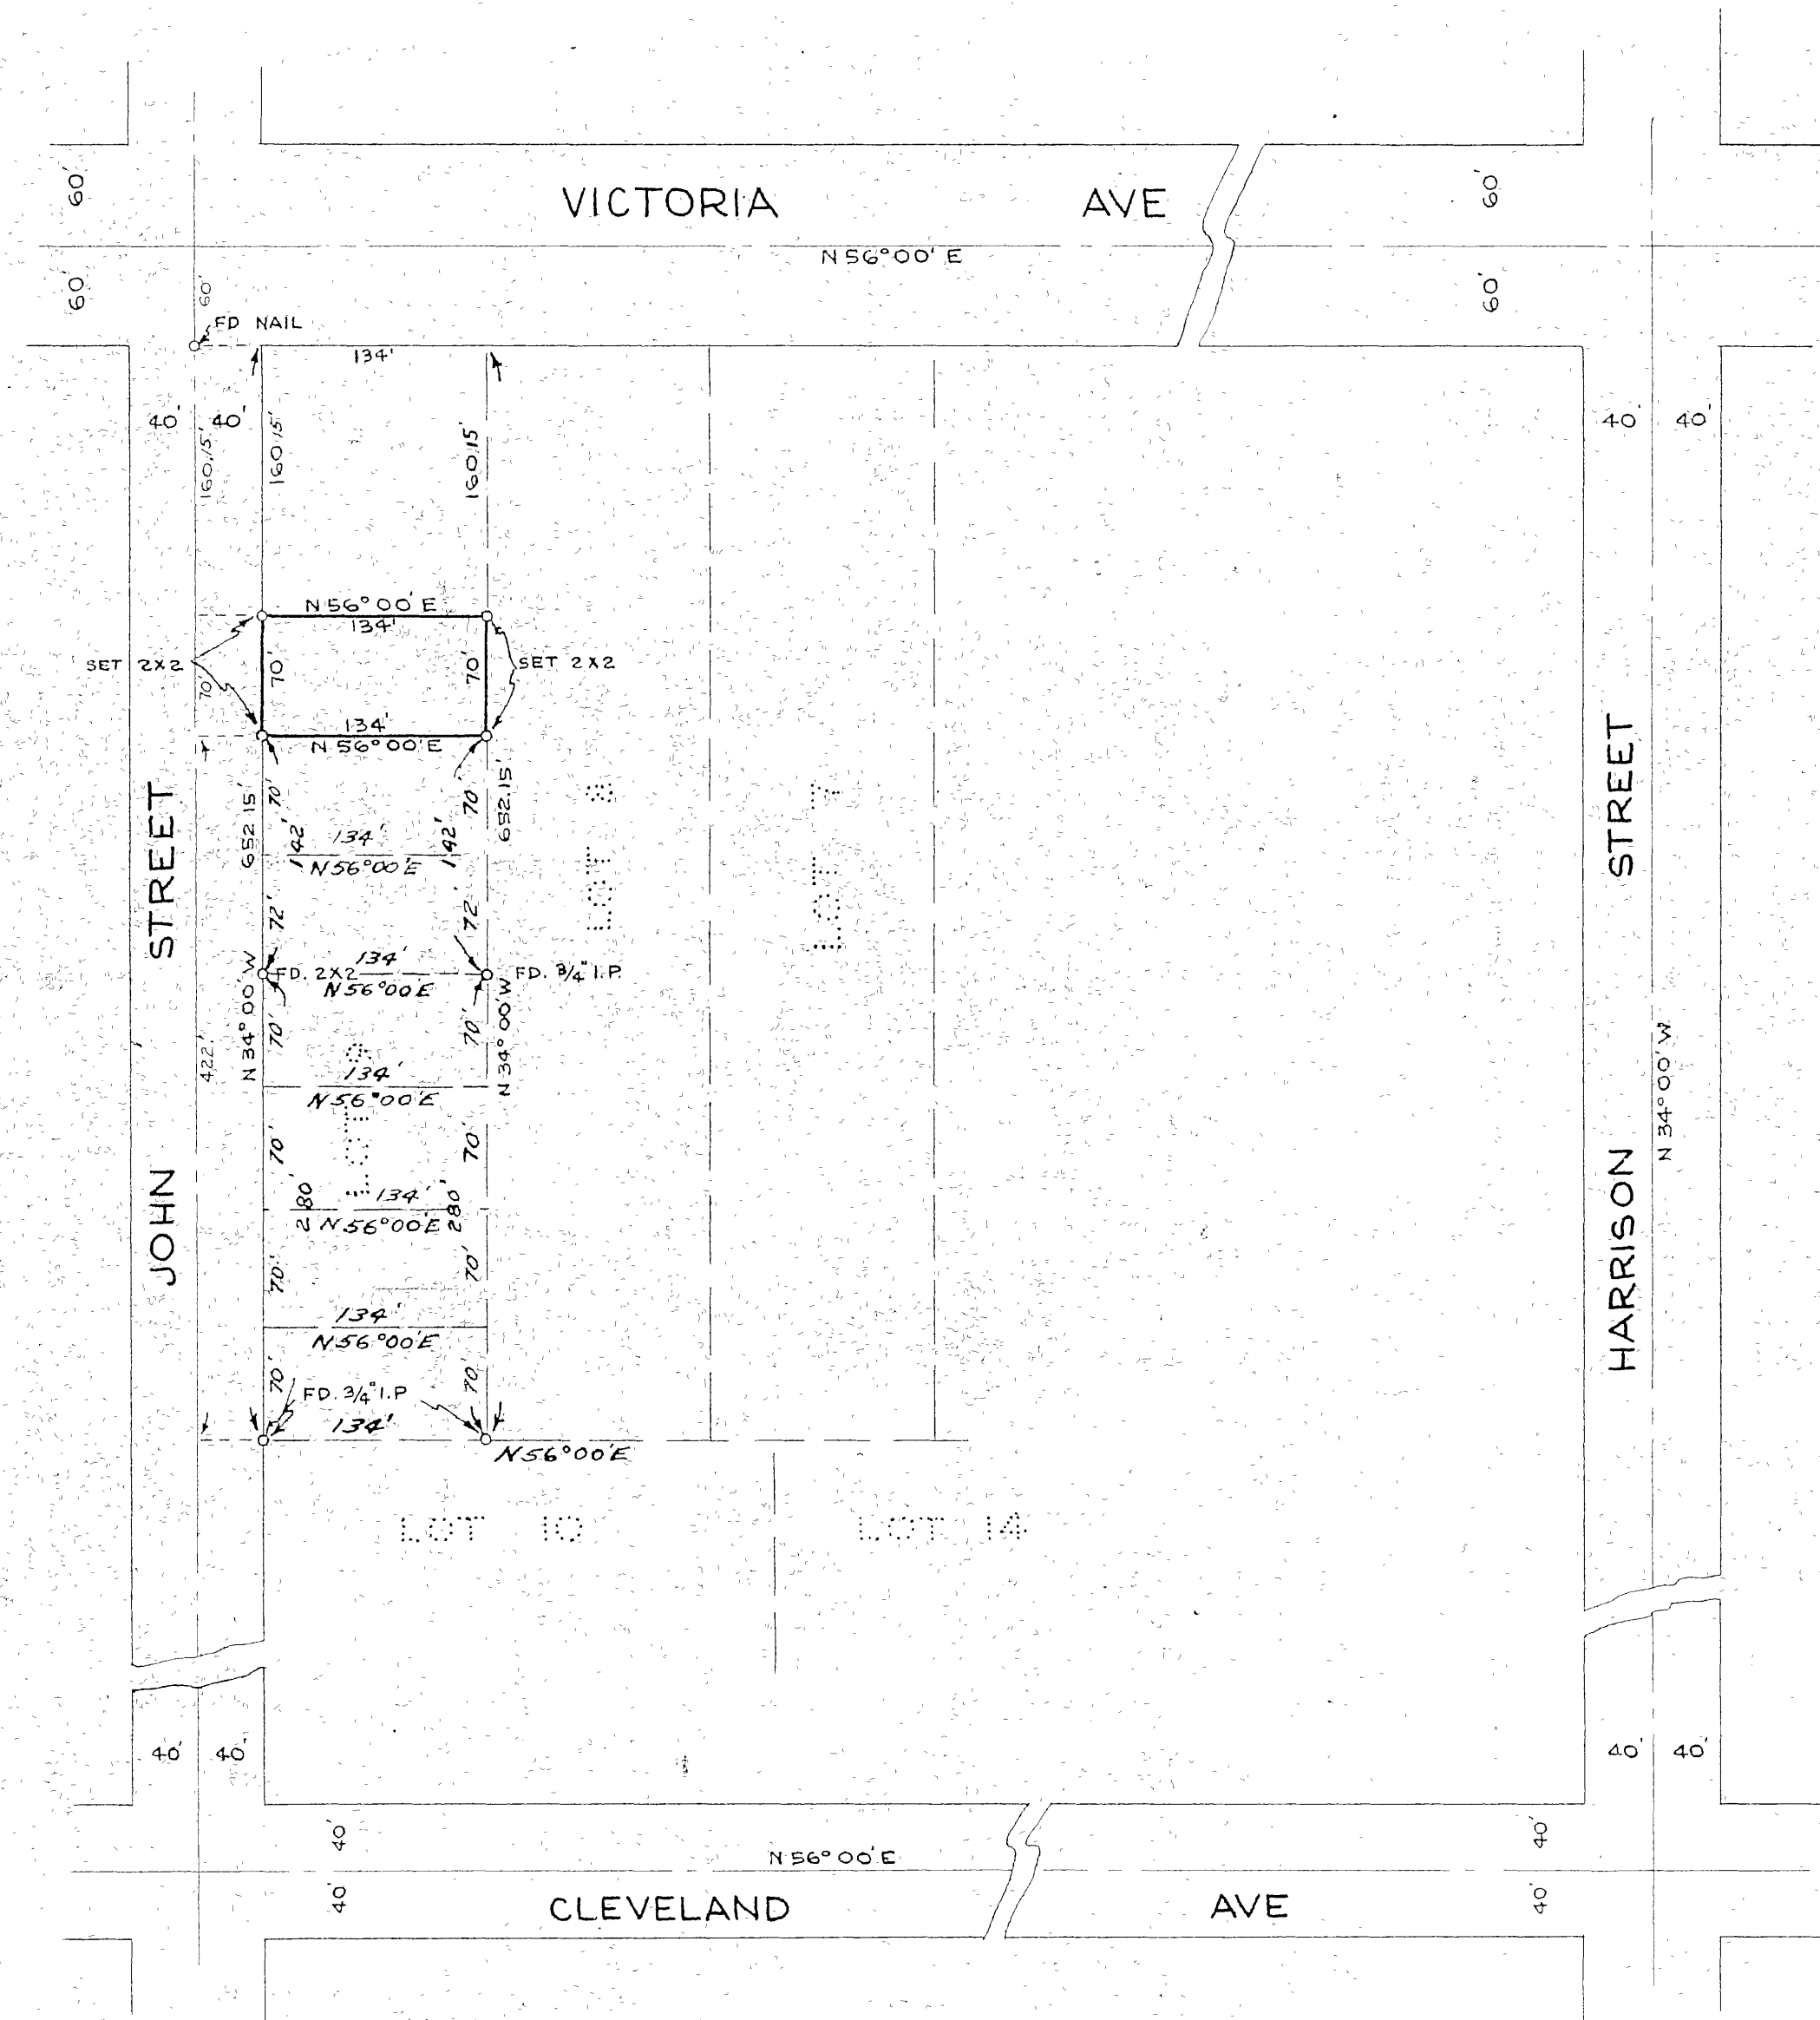 VICTORIA AVE
N 56° 00' E
60'
60'
60'
60'
60'
FD NAIL
134'
40' 40'
160.15'
160.15'
160.15'
40' 40'
N 56° 00' E
134'
SET 2X2
70'
70'
70'
SET 2X2
134'
N 56° 00' E
652.15'
70'
70'
652.15'
142'
134'
142'
N 56° 00' E
72'
72'
LOT 8
LOT 7
N 34° 00' W
FD. 2X2
134'
N 56° 00' E
FD. 3/4" I.P.
N 34° 00' W
422.'
70'
70'
LOT 9
134'
N 56° 00' E
70'
70'
280'
134'
280'
N 56° 00' E
70'
70'
134'
N 56° 00' E
70'
70'
FD. 3/4" I.P
134'
N 56° 00' E
JOHN STREET
HARRISON STREET
N 34° 00' W
LOT 10
LOT 14
40' 40'
40' 40'
40'
40'
N 56° 00' E
40'
40'
CLEVELAND AVE